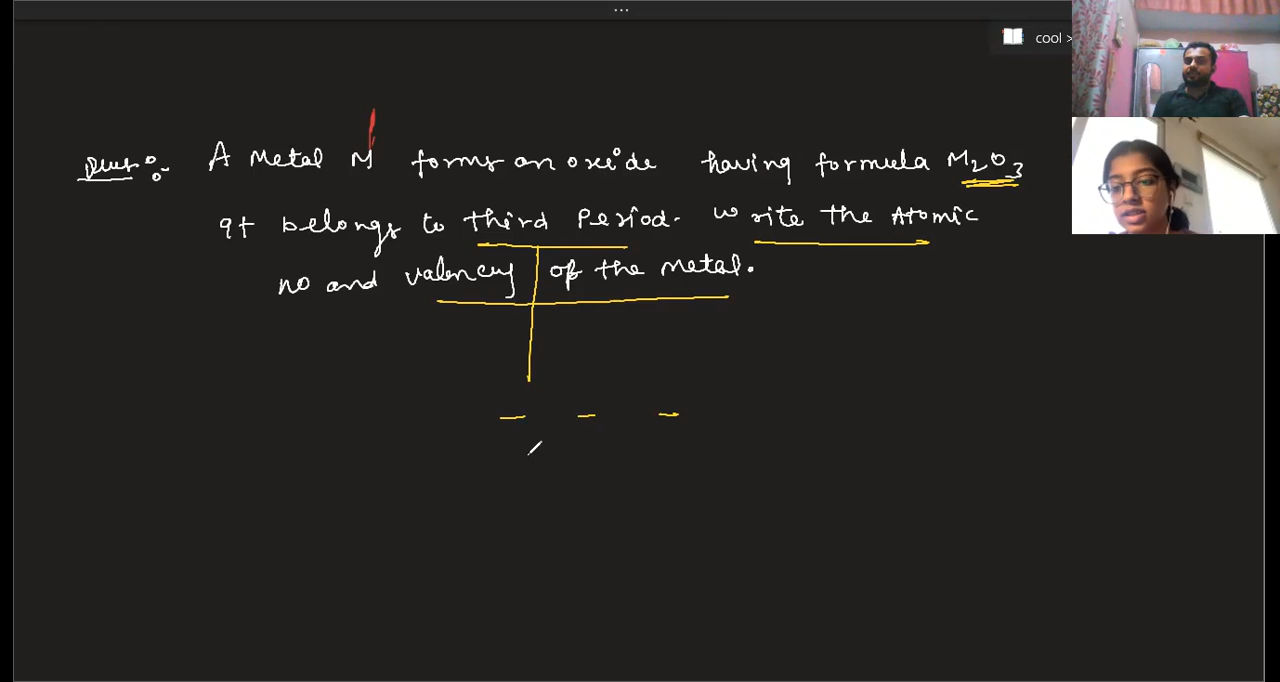 ...
cool >
Ques :- A Metal M forms an oxide having formula M₂O₃
It belongs to third Period. write the Atomic
no and valency of the metal.